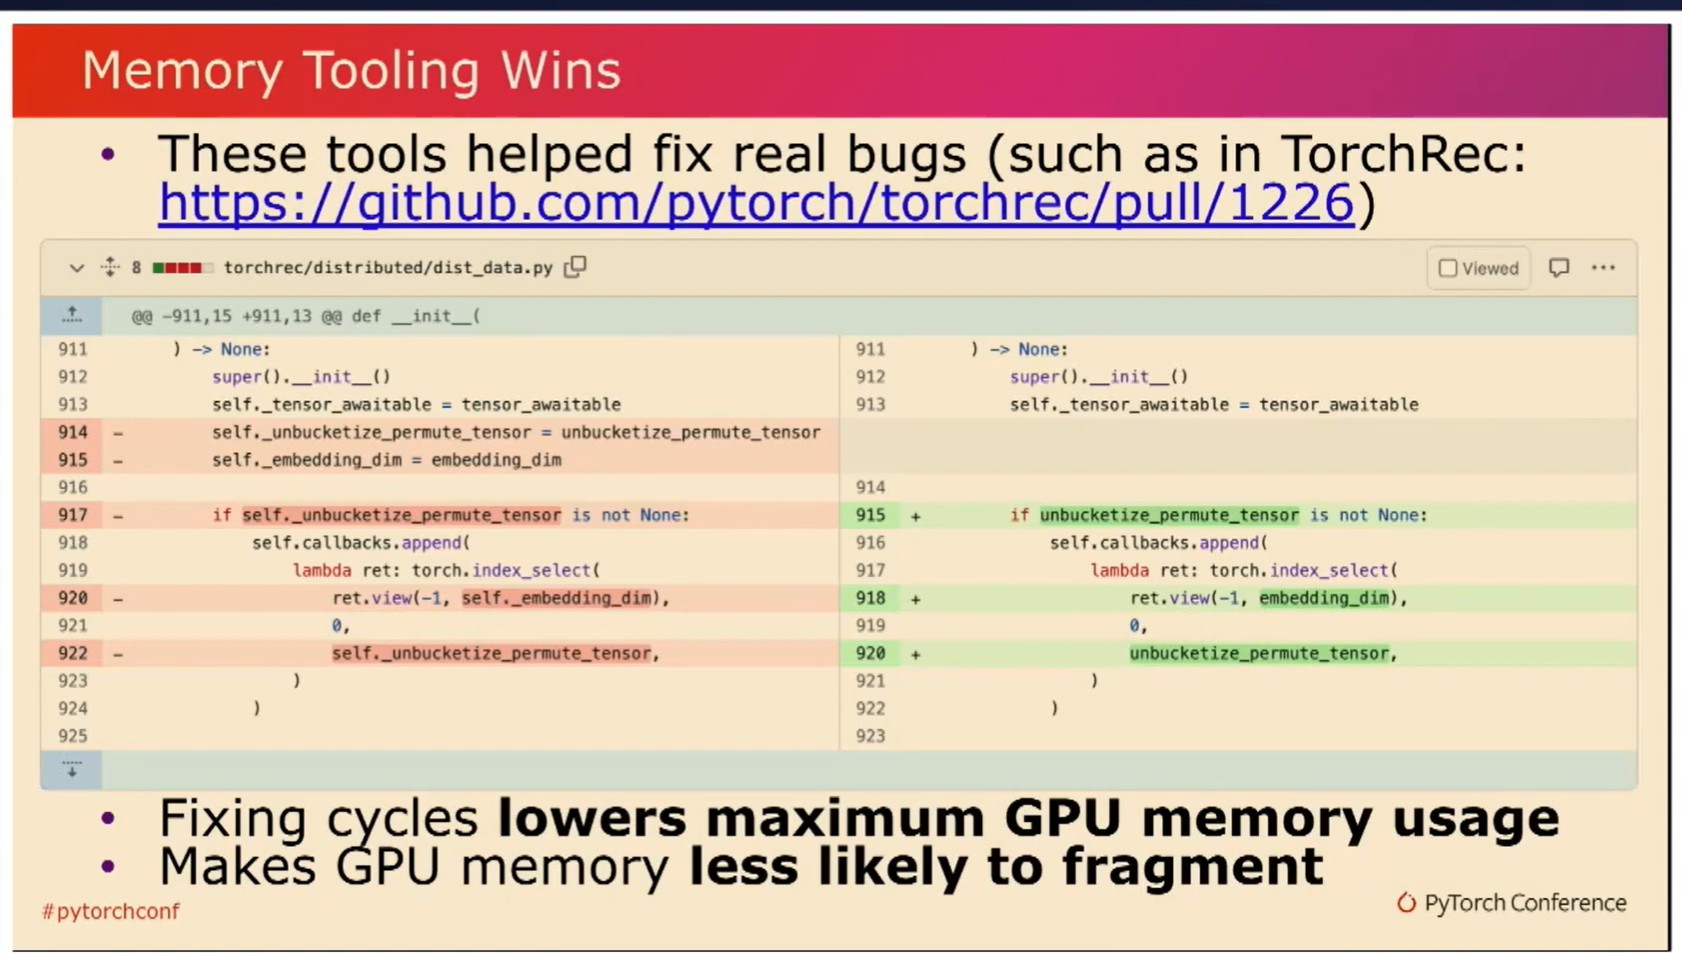 Memory Tooling Wins
• These tools helped fix real bugs (such as in TorchRec:
https://github.com/pytorch/torchrec/pull/1226)
8 torchrec/distributed/dist_data.py Viewed
@@ -911,15 +911,13 @@ def __init__(
911 ) -> None:
912 super().__init__()
913 self._tensor_awaitable = tensor_awaitable
914 - self._unbucketize_permute_tensor = unbucketize_permute_tensor
915 - self._embedding_dim = embedding_dim
916
917 - if self._unbucketize_permute_tensor is not None:
918 self.callbacks.append(
919 lambda ret: torch.index_select(
920 - ret.view(-1, self._embedding_dim),
921 0,
922 - self._unbucketize_permute_tensor,
923 )
924 )
925
911 ) -> None:
912 super().__init__()
913 self._tensor_awaitable = tensor_awaitable
914
915 + if unbucketize_permute_tensor is not None:
916 self.callbacks.append(
917 lambda ret: torch.index_select(
918 + ret.view(-1, embedding_dim),
919 0,
920 + unbucketize_permute_tensor,
921 )
922 )
923
• Fixing cycles lowers maximum GPU memory usage
• Makes GPU memory less likely to fragment
#pytorchconf
PyTorch Conference